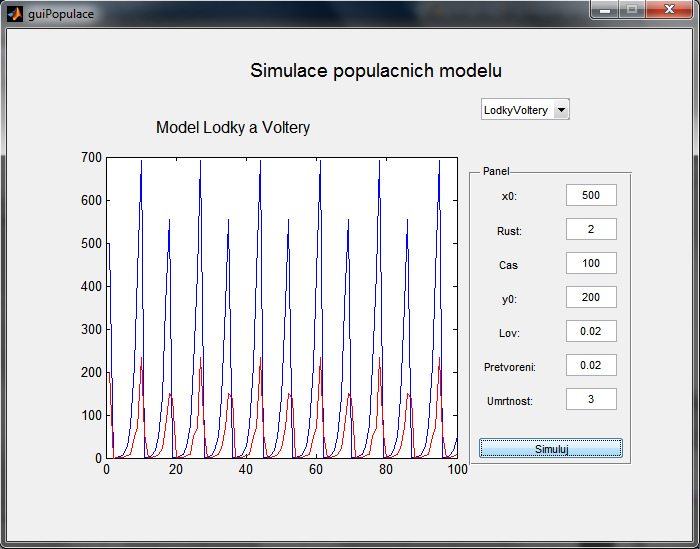 guiPopulace
Simulace populacnich modelu
LodkyVoltery
Model Lodky a Voltery
700
600
500
400
300
200
100
0
0 20 40 60 80 100
Panel
x0: 500
Rust: 2
Cas 100
y0: 200
Lov: 0.02
Pretvoreni: 0.02
Umrtnost: 3
Simuluj